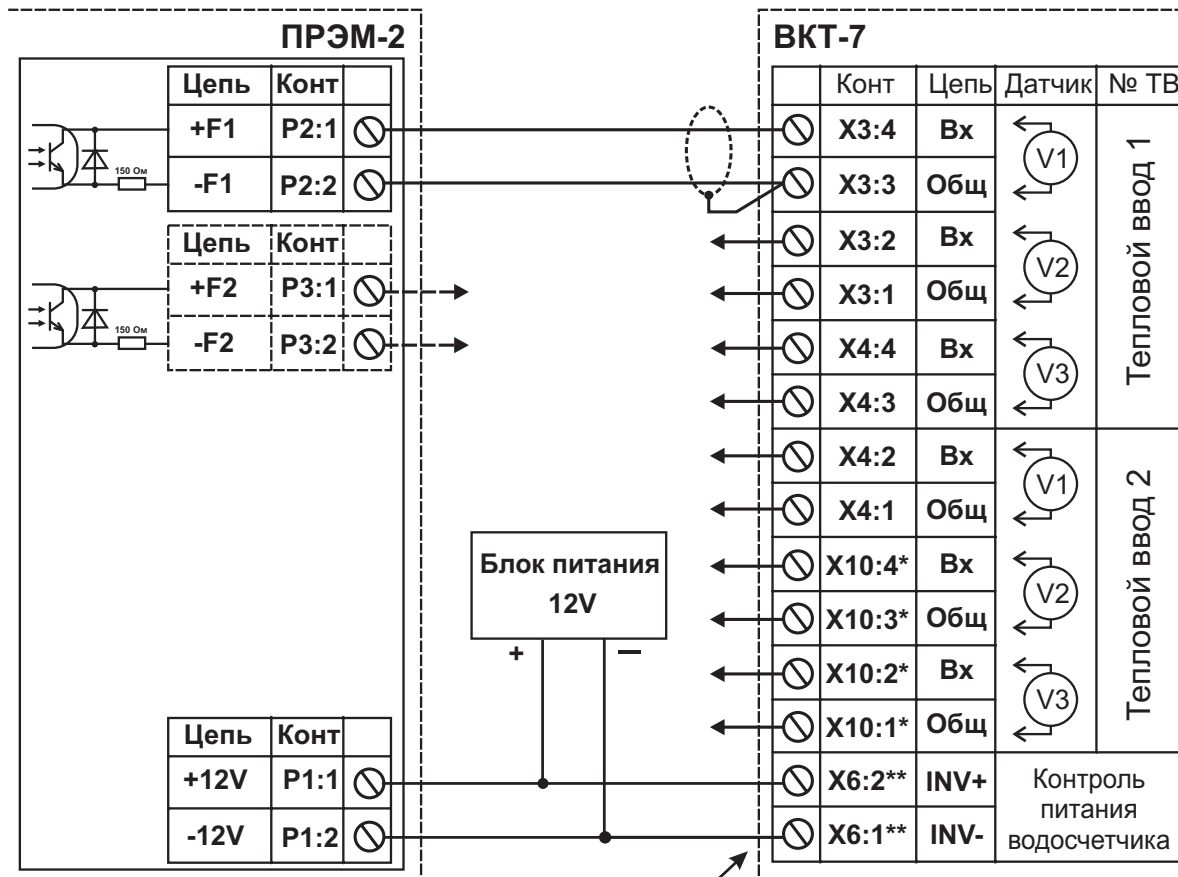 ПРЭМ-2
ВКТ-7
Цепь Конт
+F1 P2:1
-F1 P2:2
150 Ом
Цепь Конт
+F2 P3:1
-F2 P3:2
150 Ом
Блок питания
12V
+ −
Цепь Конт
+12V P1:1
-12V P1:2
Конт Цепь Датчик № ТВ
X3:4 Вх
V1
X3:3 Общ
X3:2 Вх
V2
X3:1 Общ
X4:4 Вх
V3
X4:3 Общ
Тепловой ввод 1
X4:2 Вх
V1
X4:1 Общ
X10:4* Вх
V2
X10:3* Общ
X10:2* Вх
V3
X10:1* Общ
Тепловой ввод 2
X6:2** INV+
X6:1** INV-
Контроль
питания
водосчетчика